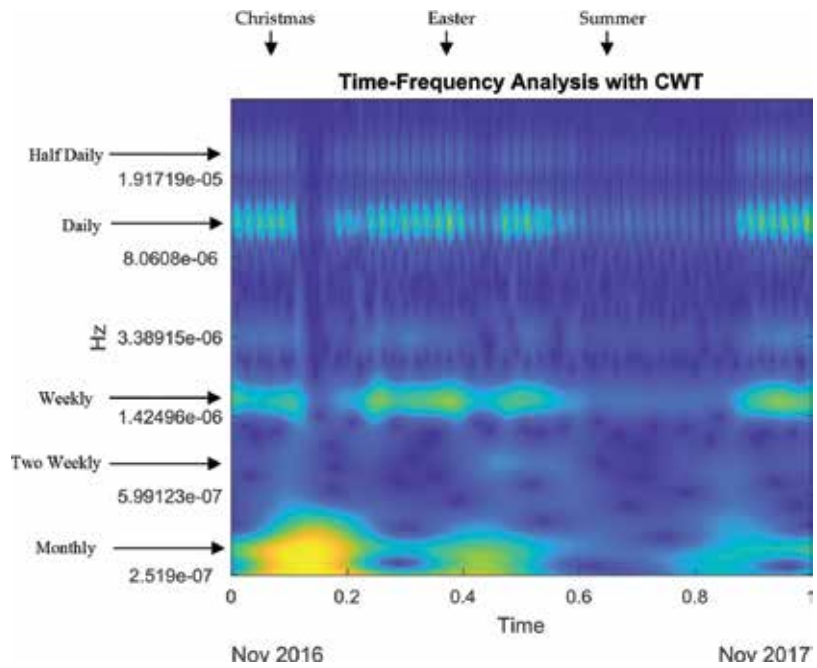 Christmas Easter Summer
Time-Frequency Analysis with CWT
Half Daily
1.91719e-05
Daily
8.0608e-06
Hz
3.38915e-06
Weekly
1.42496e-06
Two Weekly
5.99123e-07
Monthly
2.519e-07
0 0.2 0.4 0.6 0.8 1
Time
Nov 2016 Nov 2017